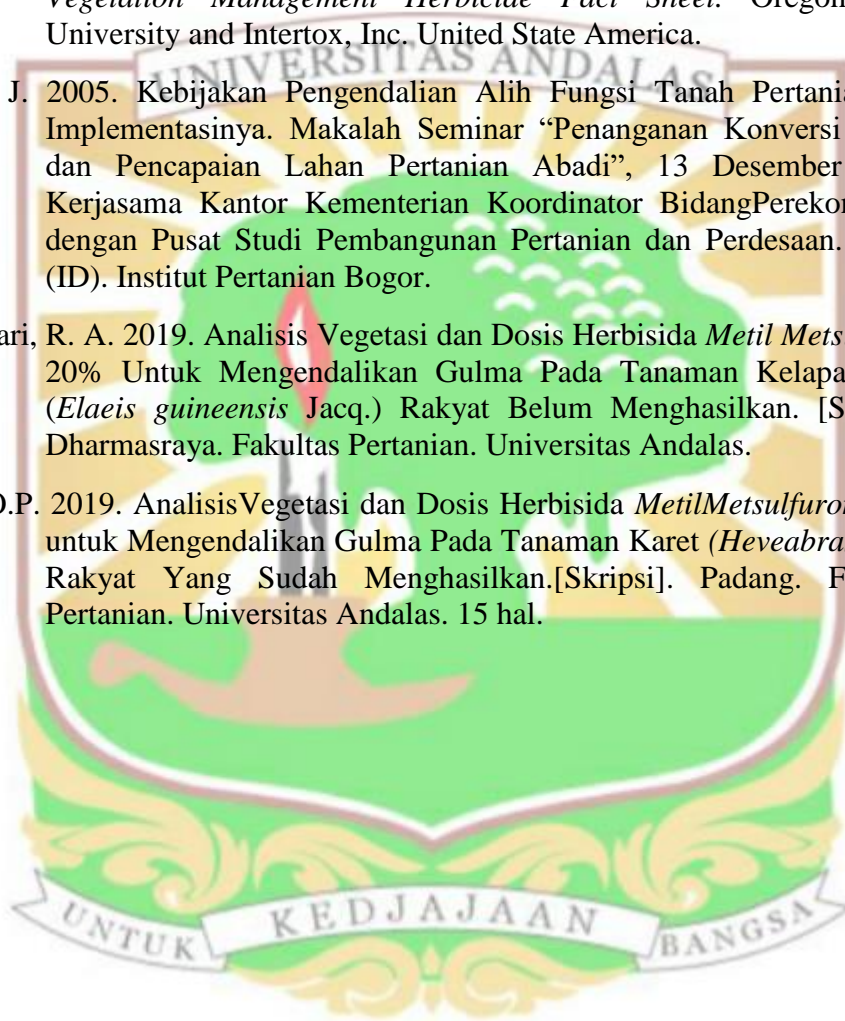 Vegetation Management Herbicide Fact Sheet. Oregon
University and Intertox, Inc. United State America.
UNIVERSITAS ANDALAS
J. 2005. Kebijakan Pengendalian Alih Fungsi Tanah Pertania
Implementasinya. Makalah Seminar “Penanganan Konversi
dan Pencapaian Lahan Pertanian Abadi”, 13 Desember
Kerjasama Kantor Kementerian Koordinator BidangPerekon
dengan Pusat Studi Pembangunan Pertanian dan Perdesaan.
(ID). Institut Pertanian Bogor.
ari, R. A. 2019. Analisis Vegetasi dan Dosis Herbisida Metil Mets
20% Untuk Mengendalikan Gulma Pada Tanaman Kelapa
(Elaeis guineensis Jacq.) Rakyat Belum Menghasilkan. [S
Dharmasraya. Fakultas Pertanian. Universitas Andalas.
D.P. 2019. AnalisisVegetasi dan Dosis Herbisida MetilMetsulfuron
untuk Mengendalikan Gulma Pada Tanaman Karet (Heveabra
Rakyat Yang Sudah Menghasilkan.[Skripsi]. Padang. F
Pertanian. Universitas Andalas. 15 hal.
UNTUK KEDJAJAAN BANGSA